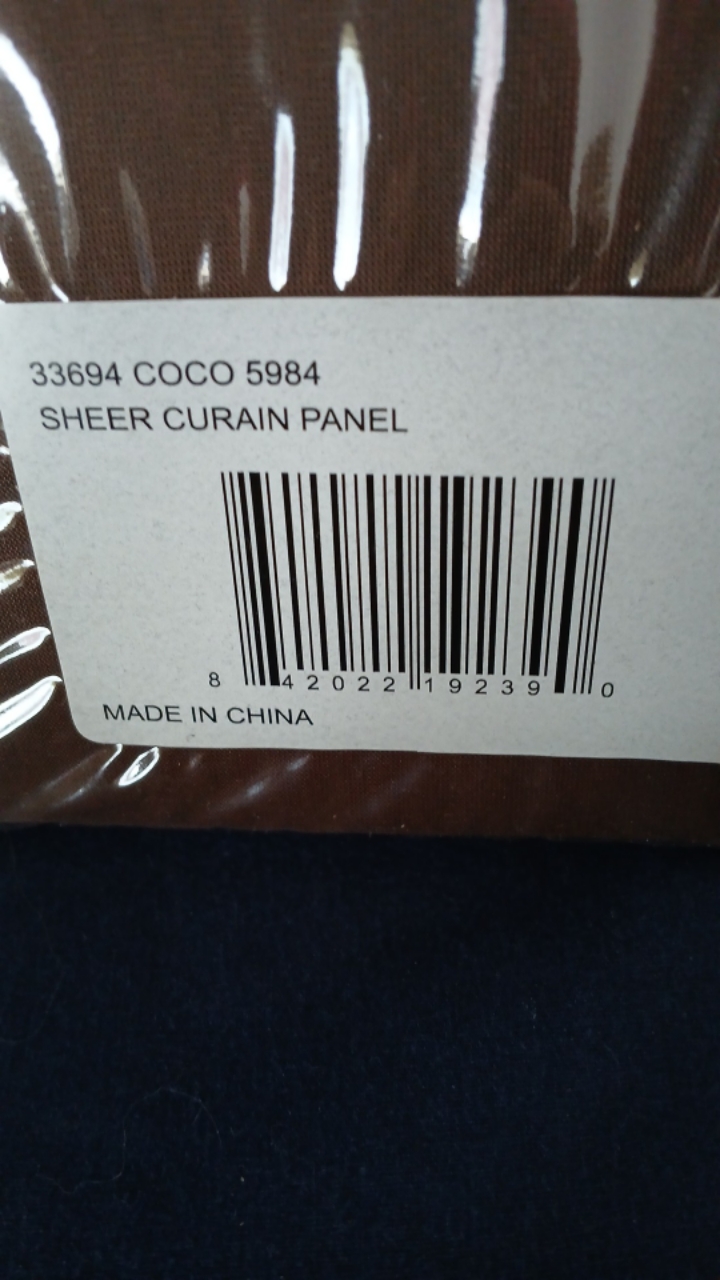 33694 COCO 5984
SHEER CURAIN PANEL
8 42022 19239 0
MADE IN CHINA